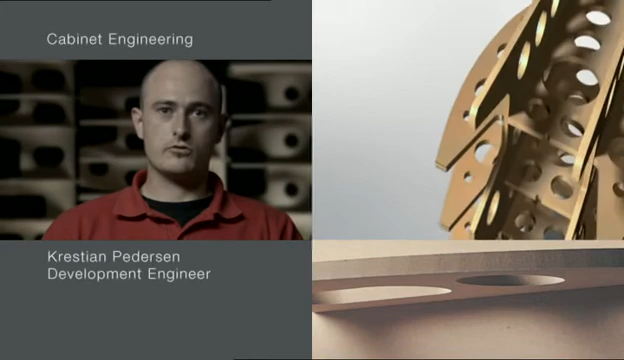 Cabinet Engineering
Krestian Pedersen
Development Engineer